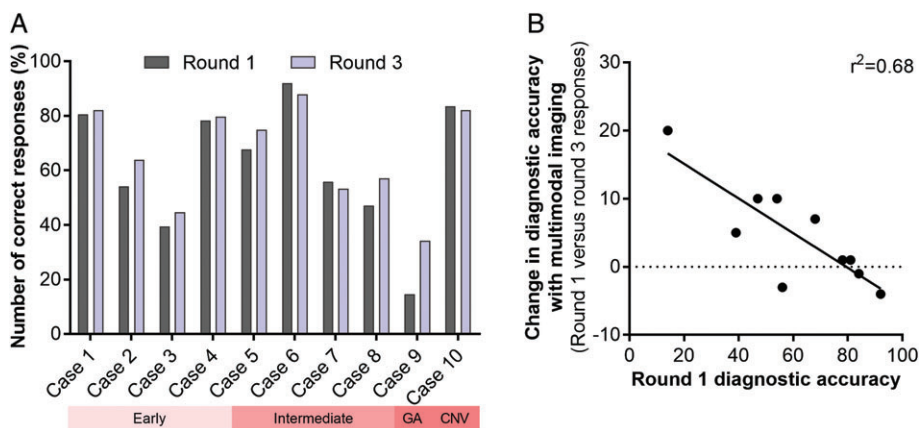 A
Number of correct responses (%)
100
80
60
40
20
0
Round 1
Round 3
Case 1
Case 2
Case 3
Case 4
Case 5
Case 6
Case 7
Case 8
Case 9
Case 10
Early
Intermediate
GA
CNV
B
Change in diagnostic accuracy
with multimodal imaging
(Round 1 versus round 3 responses)
30
20
10
0
-10
r²=0.68
0
20
40
60
80
100
Round 1 diagnostic accuracy